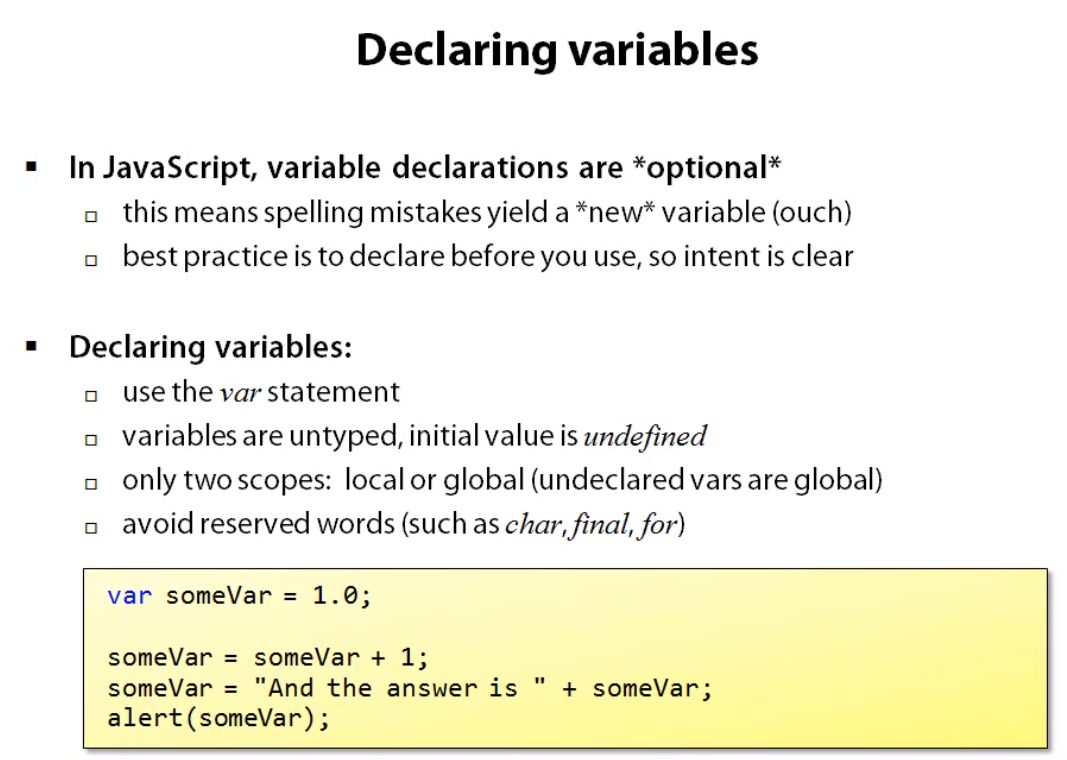 Declaring variables
In JavaScript, variable declarations are *optional*
this means spelling mistakes yield a *new* variable (ouch)
best practice is to declare before you use, so intent is clear
Declaring variables:
use the var statement
variables are untyped, initial value is undefined
only two scopes:  local or global (undeclared vars are global)
avoid reserved words (such as char, final, for)
var someVar = 1.0;
someVar = someVar + 1;
someVar = "And the answer is " + someVar;
alert(someVar);